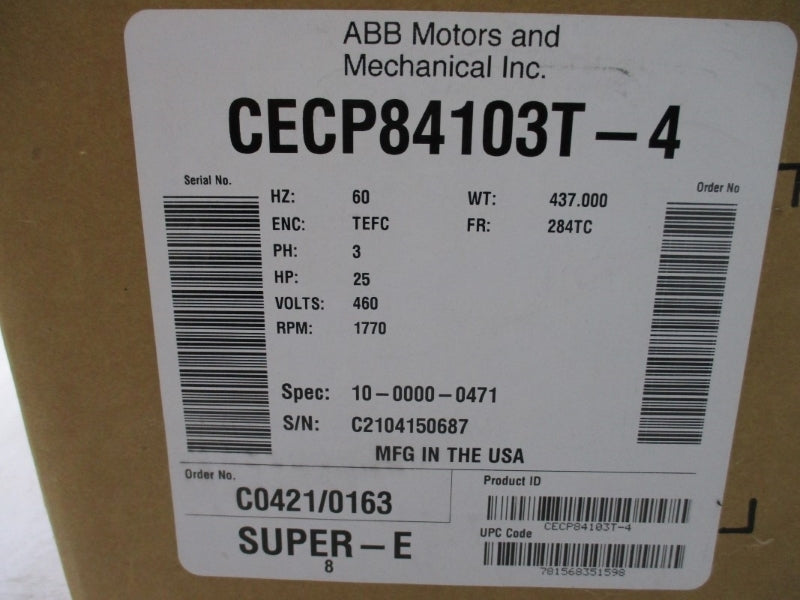 ABB Motors and
Mechanical Inc.
CECP84103T-4
Serial No.
Order No
HZ: 60 WT: 437.000
ENC: TEFC FR: 284TC
PH: 3
HP: 25
VOLTS: 460
RPM: 1770
Spec: 10-0000-0471
S/N: C2104150687
MFG IN THE USA
Order No.
C0421/0163
Product ID
CECP84103T-4
SUPER-E
8
UPC Code
781568351598